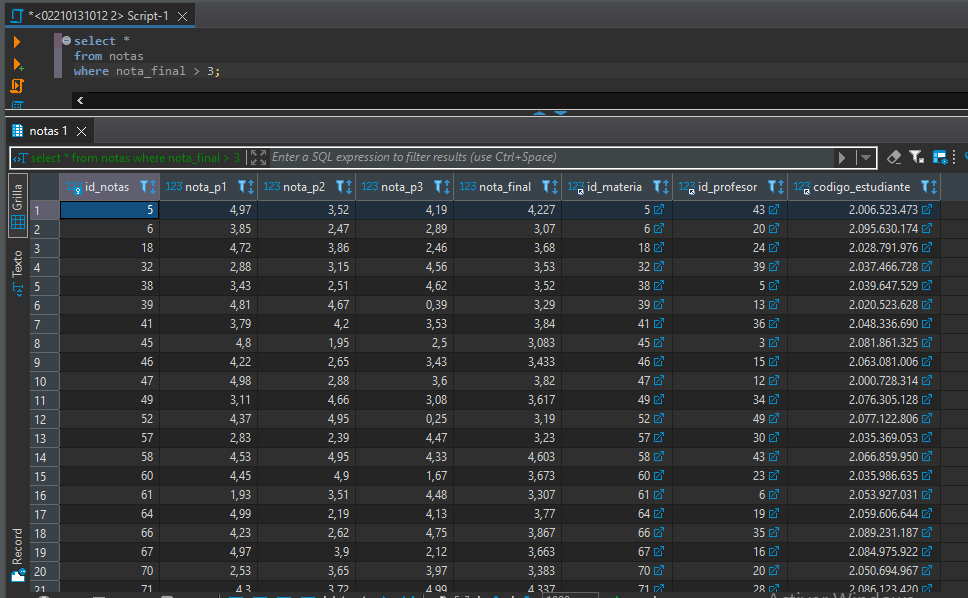 *<02210131012 2> Script-1
select *
from notas
where nota_final > 3;
notas 1
select * from notas where nota_final > 3
Enter a SQL expression to filter results (use Ctrl+Space)
Grilla
Texto
Record
123 id_notas 123 nota_p1 123 nota_p2 123 nota_p3 123 nota_final 123 id_materia 123 id_profesor 123 codigo_estudiante
1 5 4,97 3,52 4,19 4,227 5 43 2.006.523.473
2 6 3,85 2,47 2,89 3,07 6 20 2.095.630.174
3 18 4,72 3,86 2,46 3,68 18 24 2.028.791.976
4 32 2,88 3,15 4,56 3,53 32 39 2.037.466.728
5 38 3,43 2,51 4,62 3,52 38 5 2.039.647.529
6 39 4,81 4,67 0,39 3,29 39 13 2.020.523.628
7 41 3,79 4,2 3,53 3,84 41 36 2.048.336.690
8 45 4,8 1,95 2,5 3,083 45 3 2.081.861.325
9 46 4,22 2,65 3,43 3,433 46 15 2.063.081.006
10 47 4,98 2,88 3,6 3,82 47 12 2.000.728.314
11 49 3,11 4,66 3,08 3,617 49 34 2.076.305.128
12 52 4,37 4,95 0,25 3,19 52 49 2.077.122.806
13 57 2,83 2,39 4,47 3,23 57 30 2.035.369.053
14 58 4,53 4,95 4,33 4,603 58 43 2.066.859.950
15 60 4,45 4,9 1,67 3,673 60 23 2.035.986.635
16 61 1,93 3,51 4,48 3,307 61 6 2.053.927.031
17 64 4,99 2,19 4,13 3,77 64 19 2.059.606.644
18 66 4,23 2,62 4,75 3,867 66 35 2.089.231.187
19 67 4,97 3,9 2,12 3,663 67 16 2.084.975.922
20 70 2,53 3,65 3,97 3,383 70 20 2.050.694.967
21 71 4,3 3,72 4,99 4,337 71 28 2.086.123.420
Activar Windows